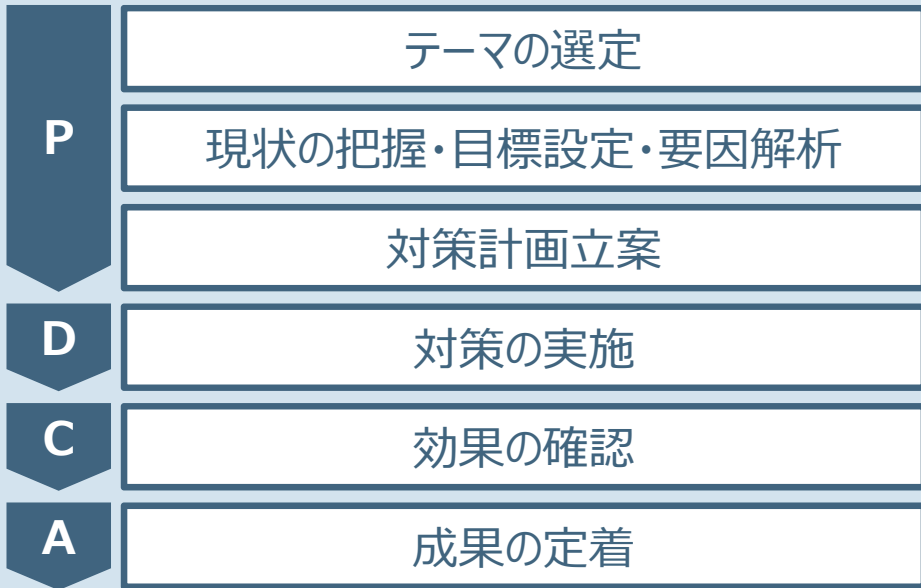 P
テーマの選定
現状の把握・目標設定・要因解析
対策計画立案
D
対策の実施
C
効果の確認
A
成果の定着